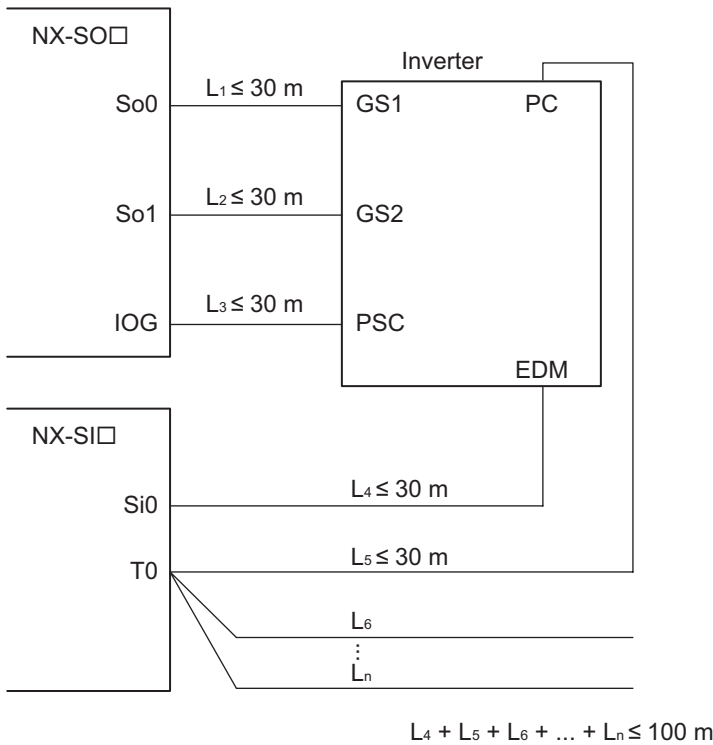 NX-SO□
Inverter
So0
L₁ ≤ 30 m
GS1
PC
So1
L₂ ≤ 30 m
GS2
IOG
L₃ ≤ 30 m
PSC
EDM
NX-SI□
Si0
L₄ ≤ 30 m
T0
L₅ ≤ 30 m
L₆
⋮
Lₙ
L₄ + L₅ + L₆ + ... + Lₙ ≤ 100 m